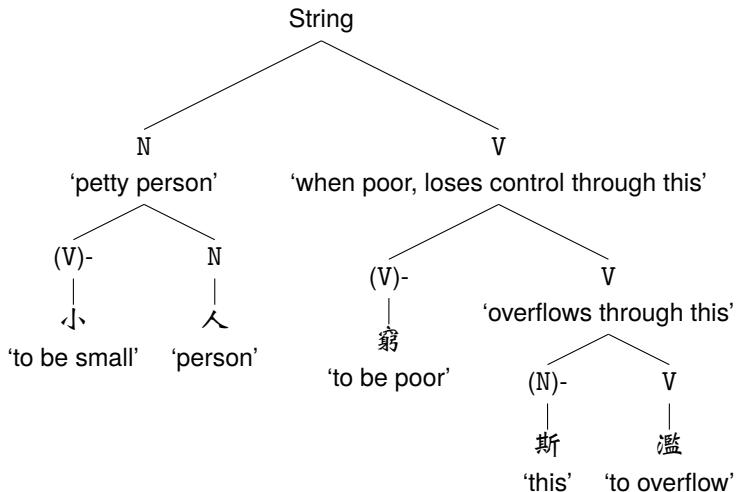 String
N V
‘petty person’ ‘when poor, loses control through this’
(V)- N (V)- V
小 人 窮 ‘overflows through this’
‘to be small’ ‘person’ ‘to be poor’ (N)- V
斯 濫
‘this’ ‘to overflow’